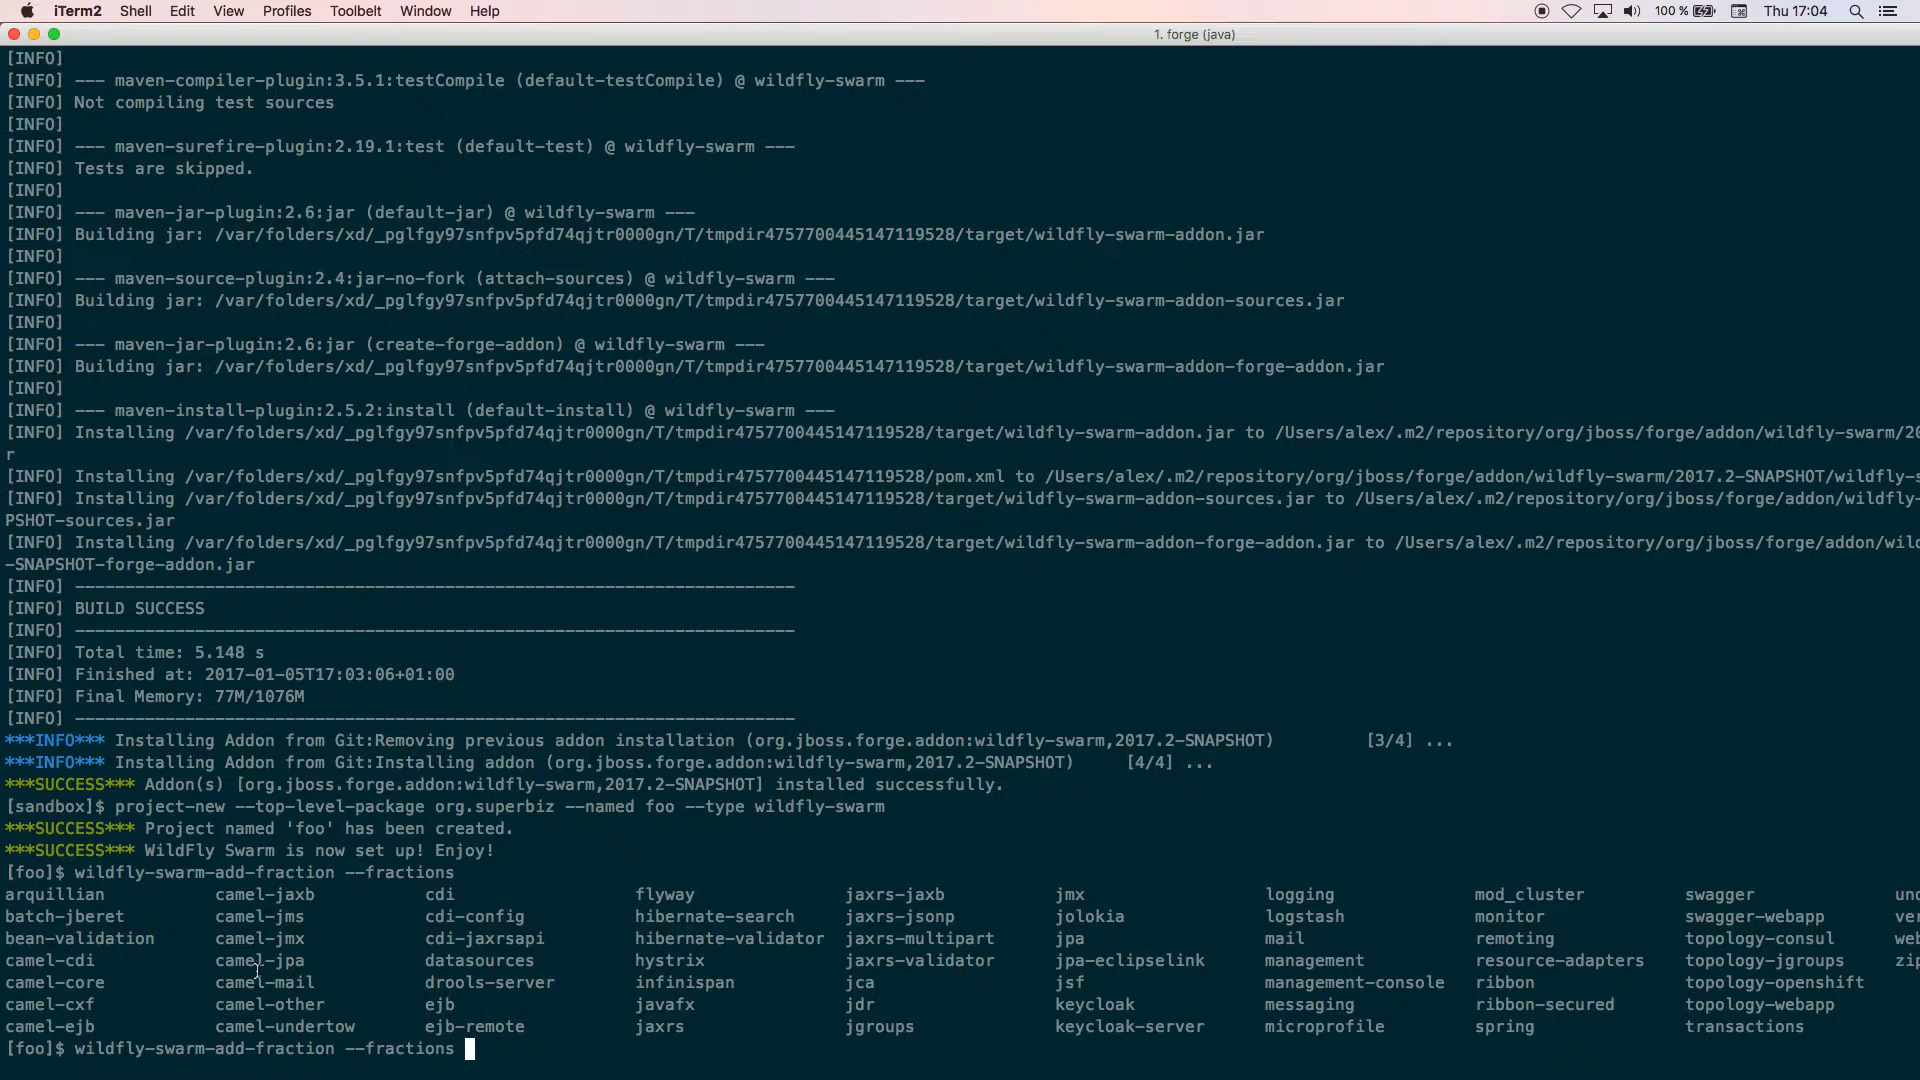 iTerm2 Shell Edit View Profiles Toolbelt Window Help 100 % Thu 17:04
1. forge (java)
[INFO]
[INFO] --- maven-compiler-plugin:3.5.1:testCompile (default-testCompile) @ wildfly-swarm ---
[INFO] Not compiling test sources
[INFO]
[INFO] --- maven-surefire-plugin:2.19.1:test (default-test) @ wildfly-swarm ---
[INFO] Tests are skipped.
[INFO]
[INFO] --- maven-jar-plugin:2.6:jar (default-jar) @ wildfly-swarm ---
[INFO] Building jar: /var/folders/xd/_pglfgy97snfpv5pfd74qjtr0000gn/T/tmpdir4757700445147119528/target/wildfly-swarm-addon.jar
[INFO]
[INFO] --- maven-source-plugin:2.4:jar-no-fork (attach-sources) @ wildfly-swarm ---
[INFO] Building jar: /var/folders/xd/_pglfgy97snfpv5pfd74qjtr0000gn/T/tmpdir4757700445147119528/target/wildfly-swarm-addon-sources.jar
[INFO]
[INFO] --- maven-jar-plugin:2.6:jar (create-forge-addon) @ wildfly-swarm ---
[INFO] Building jar: /var/folders/xd/_pglfgy97snfpv5pfd74qjtr0000gn/T/tmpdir4757700445147119528/target/wildfly-swarm-addon-forge-addon.jar
[INFO]
[INFO] --- maven-install-plugin:2.5.2:install (default-install) @ wildfly-swarm ---
[INFO] Installing /var/folders/xd/_pglfgy97snfpv5pfd74qjtr0000gn/T/tmpdir4757700445147119528/target/wildfly-swarm-addon.jar to /Users/alex/.m2/repository/org/jboss/forge/addon/wildfly-swarm/20
r
[INFO] Installing /var/folders/xd/_pglfgy97snfpv5pfd74qjtr0000gn/T/tmpdir4757700445147119528/pom.xml to /Users/alex/.m2/repository/org/jboss/forge/addon/wildfly-swarm/2017.2-SNAPSHOT/wildfly-s
[INFO] Installing /var/folders/xd/_pglfgy97snfpv5pfd74qjtr0000gn/T/tmpdir4757700445147119528/target/wildfly-swarm-addon-sources.jar to /Users/alex/.m2/repository/org/jboss/forge/addon/wildfly-
PSHOT-sources.jar
[INFO] Installing /var/folders/xd/_pglfgy97snfpv5pfd74qjtr0000gn/T/tmpdir4757700445147119528/target/wildfly-swarm-addon-forge-addon.jar to /Users/alex/.m2/repository/org/jboss/forge/addon/wild
-SNAPSHOT-forge-addon.jar
[INFO] ------------------------------------------------------------------------
[INFO] BUILD SUCCESS
[INFO] ------------------------------------------------------------------------
[INFO] Total time: 5.148 s
[INFO] Finished at: 2017-01-05T17:03:06+01:00
[INFO] Final Memory: 77M/1076M
[INFO] ------------------------------------------------------------------------
***INFO*** Installing Addon from Git:Removing previous addon installation (org.jboss.forge.addon:wildfly-swarm,2017.2-SNAPSHOT) [3/4] ...
***INFO*** Installing Addon from Git:Installing addon (org.jboss.forge.addon:wildfly-swarm,2017.2-SNAPSHOT) [4/4] ...
***SUCCESS*** Addon(s) [org.jboss.forge.addon:wildfly-swarm,2017.2-SNAPSHOT] installed successfully.
[sandbox]$ project-new --top-level-package org.superbiz --named foo --type wildfly-swarm
***SUCCESS*** Project named 'foo' has been created.
***SUCCESS*** WildFly Swarm is now set up! Enjoy!
[foo]$ wildfly-swarm-add-fraction --fractions
arquillian camel-jaxb cdi flyway jaxrs-jaxb jmx logging mod_cluster swagger und
batch-jberet camel-jms cdi-config hibernate-search jaxrs-jsonp jolokia logstash monitor swagger-webapp ver
bean-validation camel-jmx cdi-jaxrsapi hibernate-validator jaxrs-multipart jpa mail remoting topology-consul web
camel-cdi camel-jpa datasources hystrix jaxrs-validator jpa-eclipselink management resource-adapters topology-jgroups zip
camel-core camel-mail drools-server infinispan jca jsf management-console ribbon topology-openshift
camel-cxf camel-other ejb javafx jdr keycloak messaging ribbon-secured topology-webapp
camel-ejb camel-undertow ejb-remote jaxrs jgroups keycloak-server microprofile spring transactions
[foo]$ wildfly-swarm-add-fraction --fractions